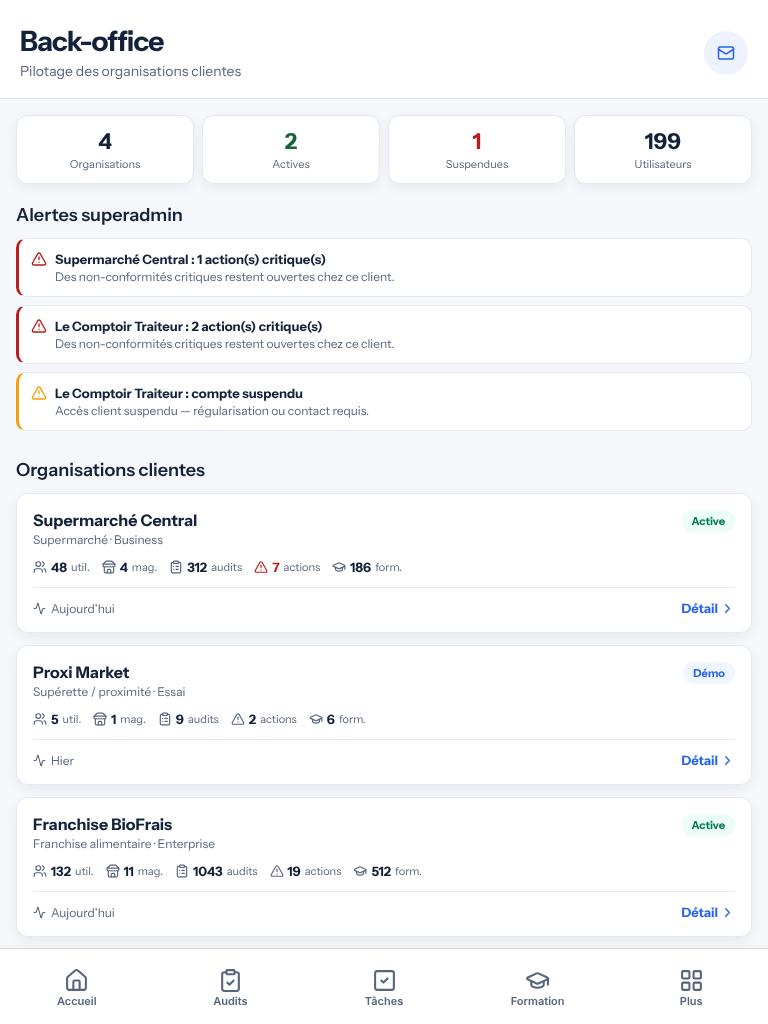 Back-office
Pilotage des organisations clientes
4
Organisations
2
Actives
1
Suspendues
199
Utilisateurs
Alertes superadmin
Supermarché Central : 1 action(s) critique(s)
Des non-conformités critiques restent ouvertes chez ce client.
Le Comptoir Traiteur : 2 action(s) critique(s)
Des non-conformités critiques restent ouvertes chez ce client.
Le Comptoir Traiteur : compte suspendu
Accès client suspendu — régularisation ou contact requis.
Organisations clientes
Supermarché Central
Active
Supermarché · Business
48 util. 4 mag. 312 audits 7 actions 186 form.
Aujourd'hui
Détail
Proxi Market
Démo
Supérette / proximité · Essai
5 util. 1 mag. 9 audits 2 actions 6 form.
Hier
Détail
Franchise BioFrais
Active
Franchise alimentaire · Enterprise
132 util. 11 mag. 1043 audits 19 actions 512 form.
Aujourd'hui
Détail
Accueil
Audits
Tâches
Formation
Plus